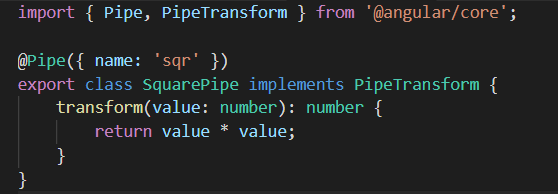 import { Pipe, PipeTransform } from '@angular/core';
@Pipe({ name: 'sqr' })
export class SquarePipe implements PipeTransform {
transform(value: number): number {
return value * value;
}
}